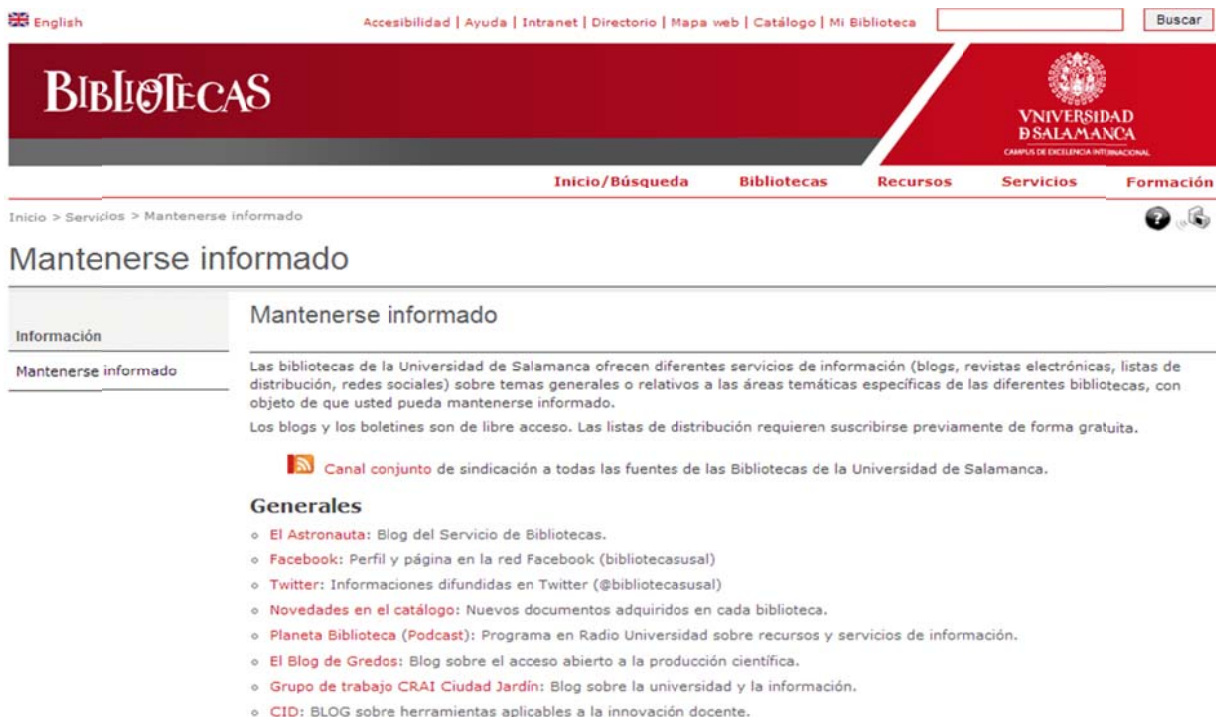 English
Accesibilidad | Ayuda | Intranet | Directorio | Mapa web | Catálogo | Mi Biblioteca
Buscar
BIBLIOTECAS
VNIVERSIDAD
D SALAMANCA
CAMPUS DE EXCELENCIA INTERNACIONAL
Inicio/Búsqueda Bibliotecas Recursos Servicios Formación
Inicio > Servicios > Mantenerse informado
?
Mantenerse informado
Información
Mantenerse informado
Mantenerse informado
Las bibliotecas de la Universidad de Salamanca ofrecen diferentes servicios de información (blogs, revistas electrónicas, listas de
distribución, redes sociales) sobre temas generales o relativos a las áreas temáticas específicas de las diferentes bibliotecas, con
objeto de que usted pueda mantenerse informado.
Los blogs y los boletines son de libre acceso. Las listas de distribución requieren suscribirse previamente de forma gratuita.
Canal conjunto de sindicación a todas las fuentes de las Bibliotecas de la Universidad de Salamanca.
Generales
El Astronauta: Blog del Servicio de Bibliotecas.
Facebook: Perfil y página en la red Facebook (bibliotecasusal)
Twitter: Informaciones difundidas en Twitter (@bibliotecasusal)
Novedades en el catálogo: Nuevos documentos adquiridos en cada biblioteca.
Planeta Biblioteca (Podcast): Programa en Radio Universidad sobre recursos y servicios de información.
El Blog de Gredos: Blog sobre el acceso abierto a la producción científica.
Grupo de trabajo CRAI Ciudad Jardín: Blog sobre la universidad y la información.
CID: BLOG sobre herramientas aplicables a la innovación docente.